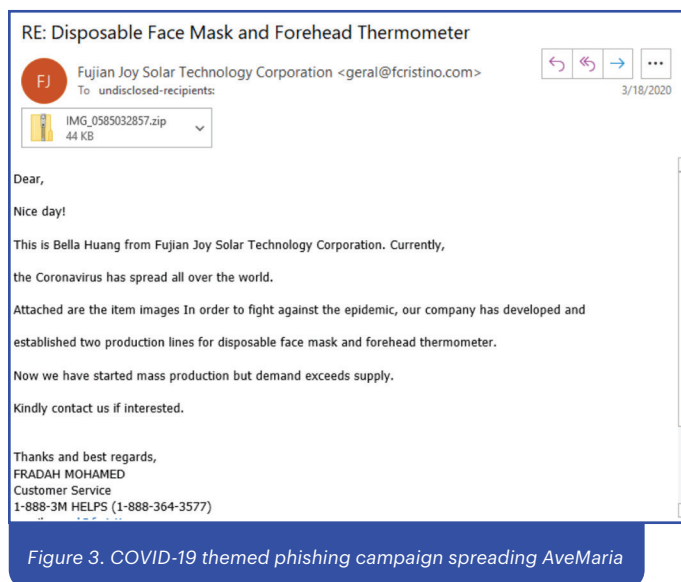 RE: Disposable Face Mask and Forehead Thermometer
FJ
Fujian Joy Solar Technology Corporation <geral@fcristino.com>
To undisclosed-recipients:
3/18/2020
IMG_0585032857.zip
44 KB
Dear,
Nice day!
This is Bella Huang from Fujian Joy Solar Technology Corporation. Currently,
the Coronavirus has spread all over the world.
Attached are the item images In order to fight against the epidemic, our company has developed and
established two production lines for disposable face mask and forehead thermometer.
Now we have started mass production but demand exceeds supply.
Kindly contact us if interested.
Thanks and best regards,
FRADAH MOHAMED
Customer Service
1-888-3M HELPS (1-888-364-3577)
Figure 3. COVID-19 themed phishing campaign spreading AveMaria